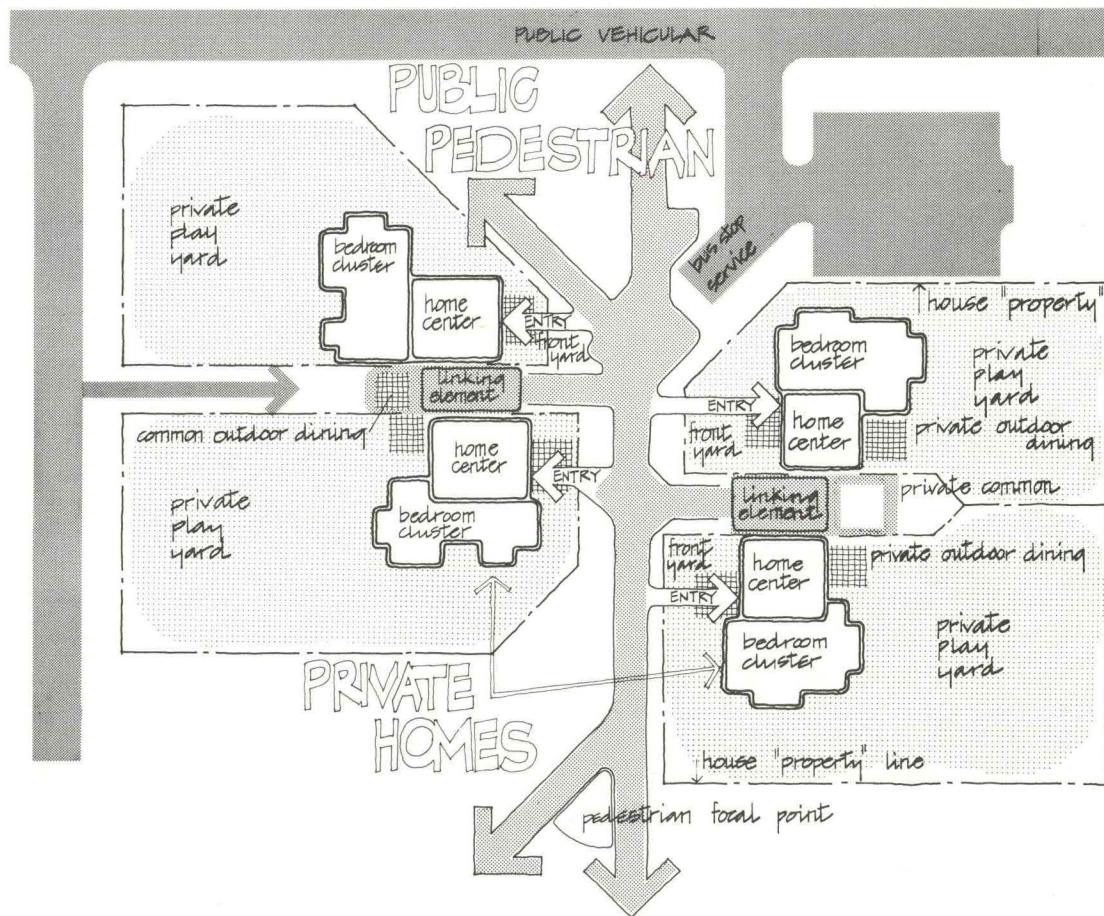 PUBLIC VEHICULAR
PUBLIC
PEDESTRIAN
private
play
yard
bedroom
cluster
home
center
ENTRY
front
yard
bus stop
service
linking
element
common outdoor dining
home
center
ENTRY
bedroom
cluster
private
play
yard
house "property"
bedroom
cluster
private
play
yard
ENTRY
front
yard
home
center
private outdoor
dining
linking
element
private common
front
yard
private outdoor dining
home
center
ENTRY
bedroom
cluster
private
play
yard
PRIVATE
HOMES
house "property" line
pedestrian focal point